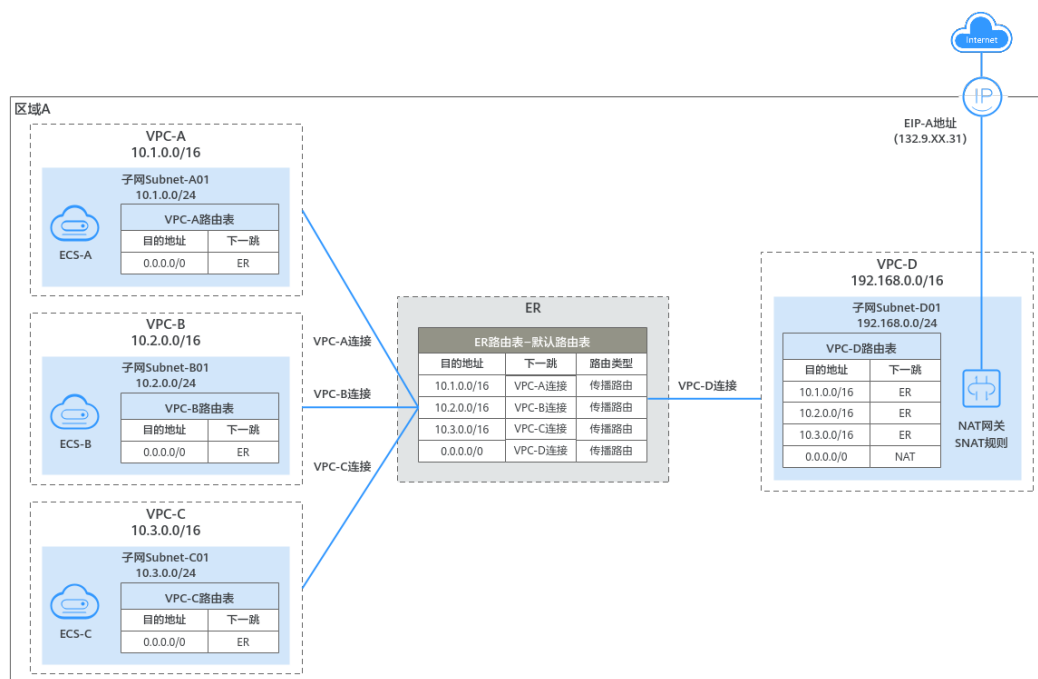 Internet
IP
EIP-A地址
(132.9.XX.31)
区域A
VPC-A
10.1.0.0/16
子网Subnet-A01
10.1.0.0/24
VPC-A路由表
目的地址 下一跳
0.0.0.0/0 ER
ECS-A
VPC-B
10.2.0.0/16
子网Subnet-B01
10.2.0.0/24
VPC-B路由表
目的地址 下一跳
0.0.0.0/0 ER
ECS-B
VPC-C
10.3.0.0/16
子网Subnet-C01
10.3.0.0/24
VPC-C路由表
目的地址 下一跳
0.0.0.0/0 ER
ECS-C
VPC-A连接
VPC-B连接
VPC-C连接
ER
ER路由表–默认路由表
目的地址 下一跳 路由类型
10.1.0.0/16 VPC-A连接 传播路由
10.2.0.0/16 VPC-B连接 传播路由
10.3.0.0/16 VPC-C连接 传播路由
0.0.0.0/0 VPC-D连接 传播路由
VPC-D连接
VPC-D
192.168.0.0/16
子网Subnet-D01
192.168.0.0/24
VPC-D路由表
目的地址 下一跳
10.1.0.0/16 ER
10.2.0.0/16 ER
10.3.0.0/16 ER
0.0.0.0/0 NAT
NAT网关
SNAT规则